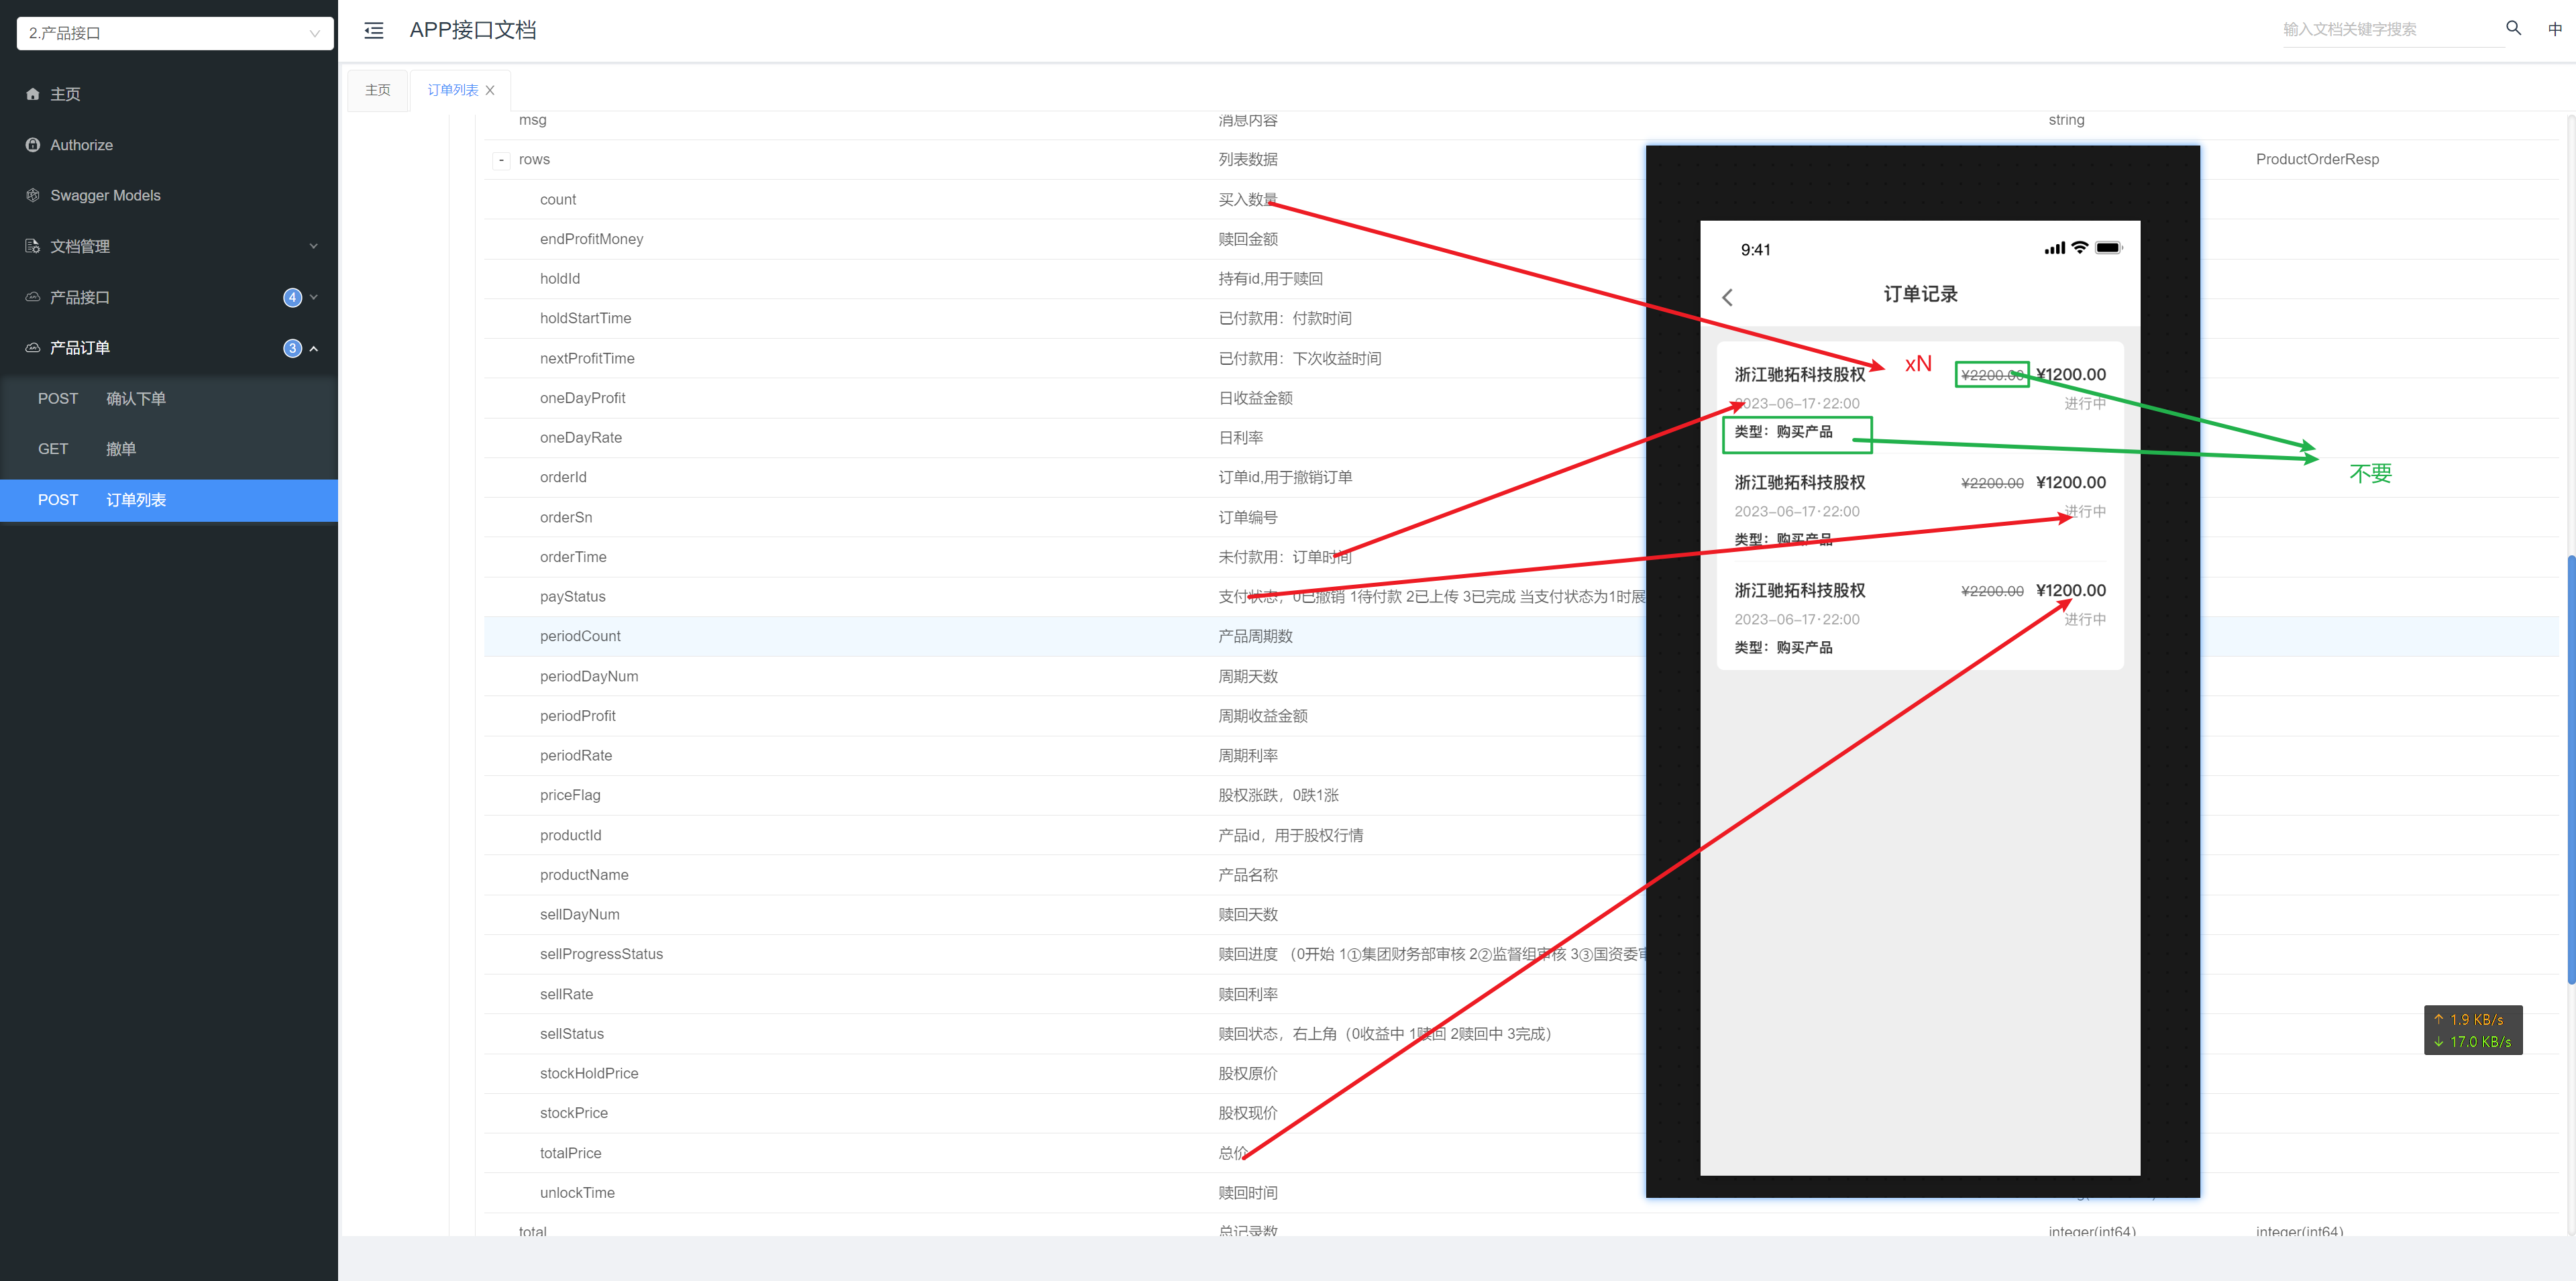 2.产品接口
APP接口文档
输入文档关键字搜索
中
主页
Authorize
Swagger Models
文档管理
产品接口
4
产品订单
3
POST 确认下单
GET 撤单
POST 订单列表
主页
订单列表
msg 消息内容 string
- rows 列表数据 ProductOrderResp
count 买入数量
endProfitMoney 赎回金额
holdId 持有id,用于赎回
holdStartTime 已付款用：付款时间
nextProfitTime 已付款用：下次收益时间
oneDayProfit 日收益金额
oneDayRate 日利率
orderId 订单id,用于撤销订单
orderSn 订单编号
orderTime 未付款用：订单时间
payStatus 支付状态，0已撤销 1待付款 2已上传 3已完成 当支付状态为1时展
periodCount 产品周期数
periodDayNum 周期天数
periodProfit 周期收益金额
periodRate 周期利率
priceFlag 股权涨跌，0跌1涨
productId 产品id，用于股权行情
productName 产品名称
sellDayNum 赎回天数
sellProgressStatus 赎回进度 （0开始 1①集团财务部审核 2②监督组审核 3③国资委审
sellRate 赎回利率
sellStatus 赎回状态，右上角（0收益中 1赎回 2赎回中 3完成）
stockHoldPrice 股权原价
stockPrice 股权现价
totalPrice 总价
unlockTime 赎回时间
total 总记录数 integer(int64) integer(int64)
9:41
订单记录
浙江驰拓科技股权 xN ¥2200.00 ¥1200.00
2023-06-17·22:00 进行中
类型：购买产品
浙江驰拓科技股权 ¥2200.00 ¥1200.00
2023-06-17·22:00 进行中
类型：购买产品
浙江驰拓科技股权 ¥2200.00 ¥1200.00
2023-06-17·22:00 进行中
类型：购买产品
不要
↑ 1.9 KB/s
↓ 17.0 KB/s